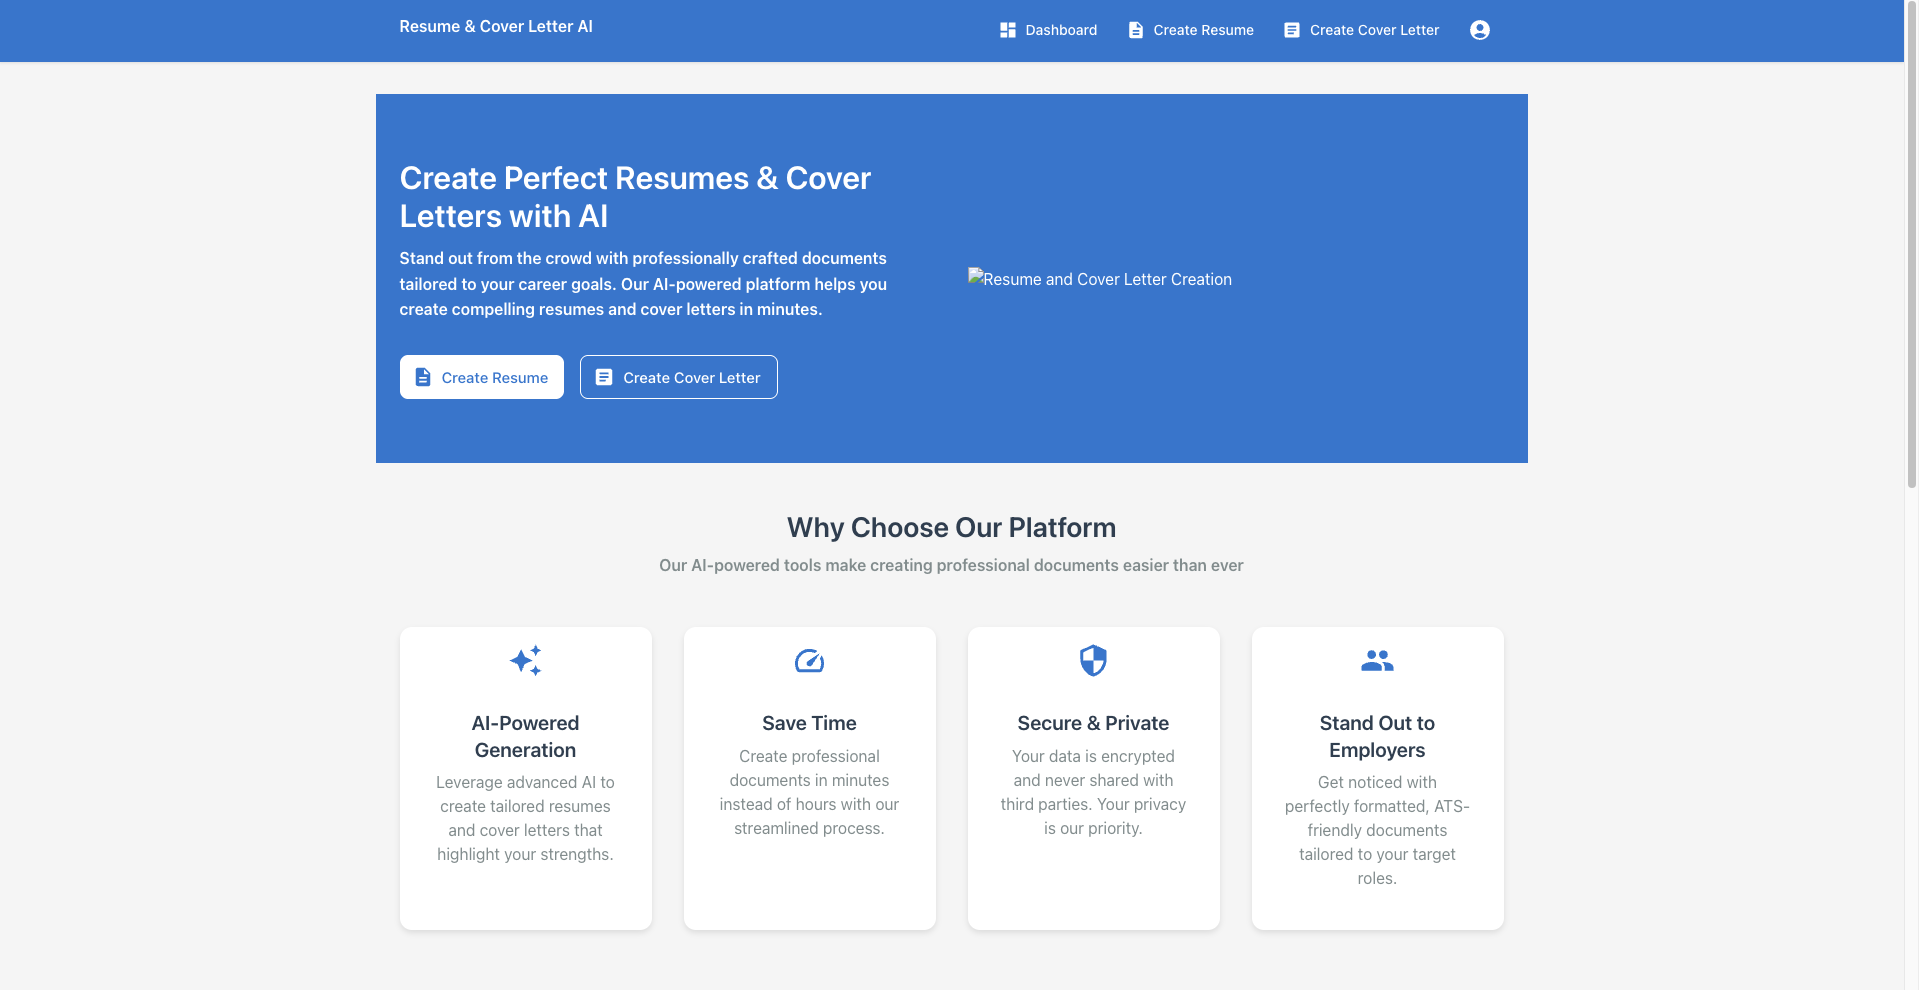 Resume & Cover Letter AI
Dashboard
Create Resume
Create Cover Letter
Create Perfect Resumes & Cover
Letters with AI
Stand out from the crowd with professionally crafted documents
tailored to your career goals. Our AI-powered platform helps you
create compelling resumes and cover letters in minutes.
Create Resume
Create Cover Letter
Resume and Cover Letter Creation
Why Choose Our Platform
Our AI-powered tools make creating professional documents easier than ever
AI-Powered
Generation
Leverage advanced AI to
create tailored resumes
and cover letters that
highlight your strengths.
Save Time
Create professional
documents in minutes
instead of hours with our
streamlined process.
Secure & Private
Your data is encrypted
and never shared with
third parties. Your privacy
is our priority.
Stand Out to
Employers
Get noticed with
perfectly formatted, ATS-
friendly documents
tailored to your target
roles.